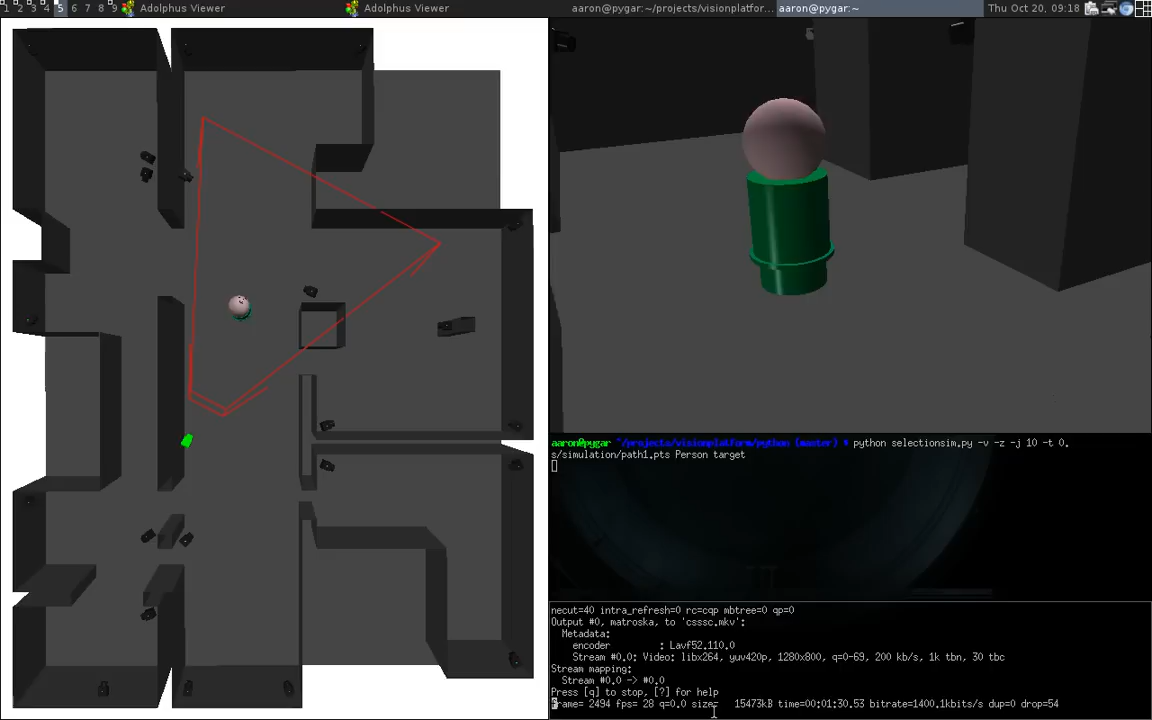 1 2 3 4 5 6 7 8 9 Adolphus Viewer Adolphus Viewer aaron@pygar:~/projects/visionplatfor... aaron@pygar:~ Thu Oct 20, 09:18
aaron@pygar ~/projects/visionplatform/python (master) $ python selectionsim.py -v -z -j 10 -t 0.
s/simulation/path1.pts Person target
necut=40 intra_refresh=0 rc=cqp mbtree=0 qp=0
Output #0, matroska, to 'csssc.mkv':
Metadata:
encoder : Lavf52.110.0
Stream #0.0: Video: libx264, yuv420p, 1280x800, q=0-69, 200 kb/s, 1k tbn, 30 tbc
Stream mapping:
Stream #0.0 -> #0.0
Press [q] to stop, [?] for help
frame= 2494 fps= 28 q=0.0 size= 15473kB time=00:01:30.53 bitrate=1400.1kbits/s dup=0 drop=54